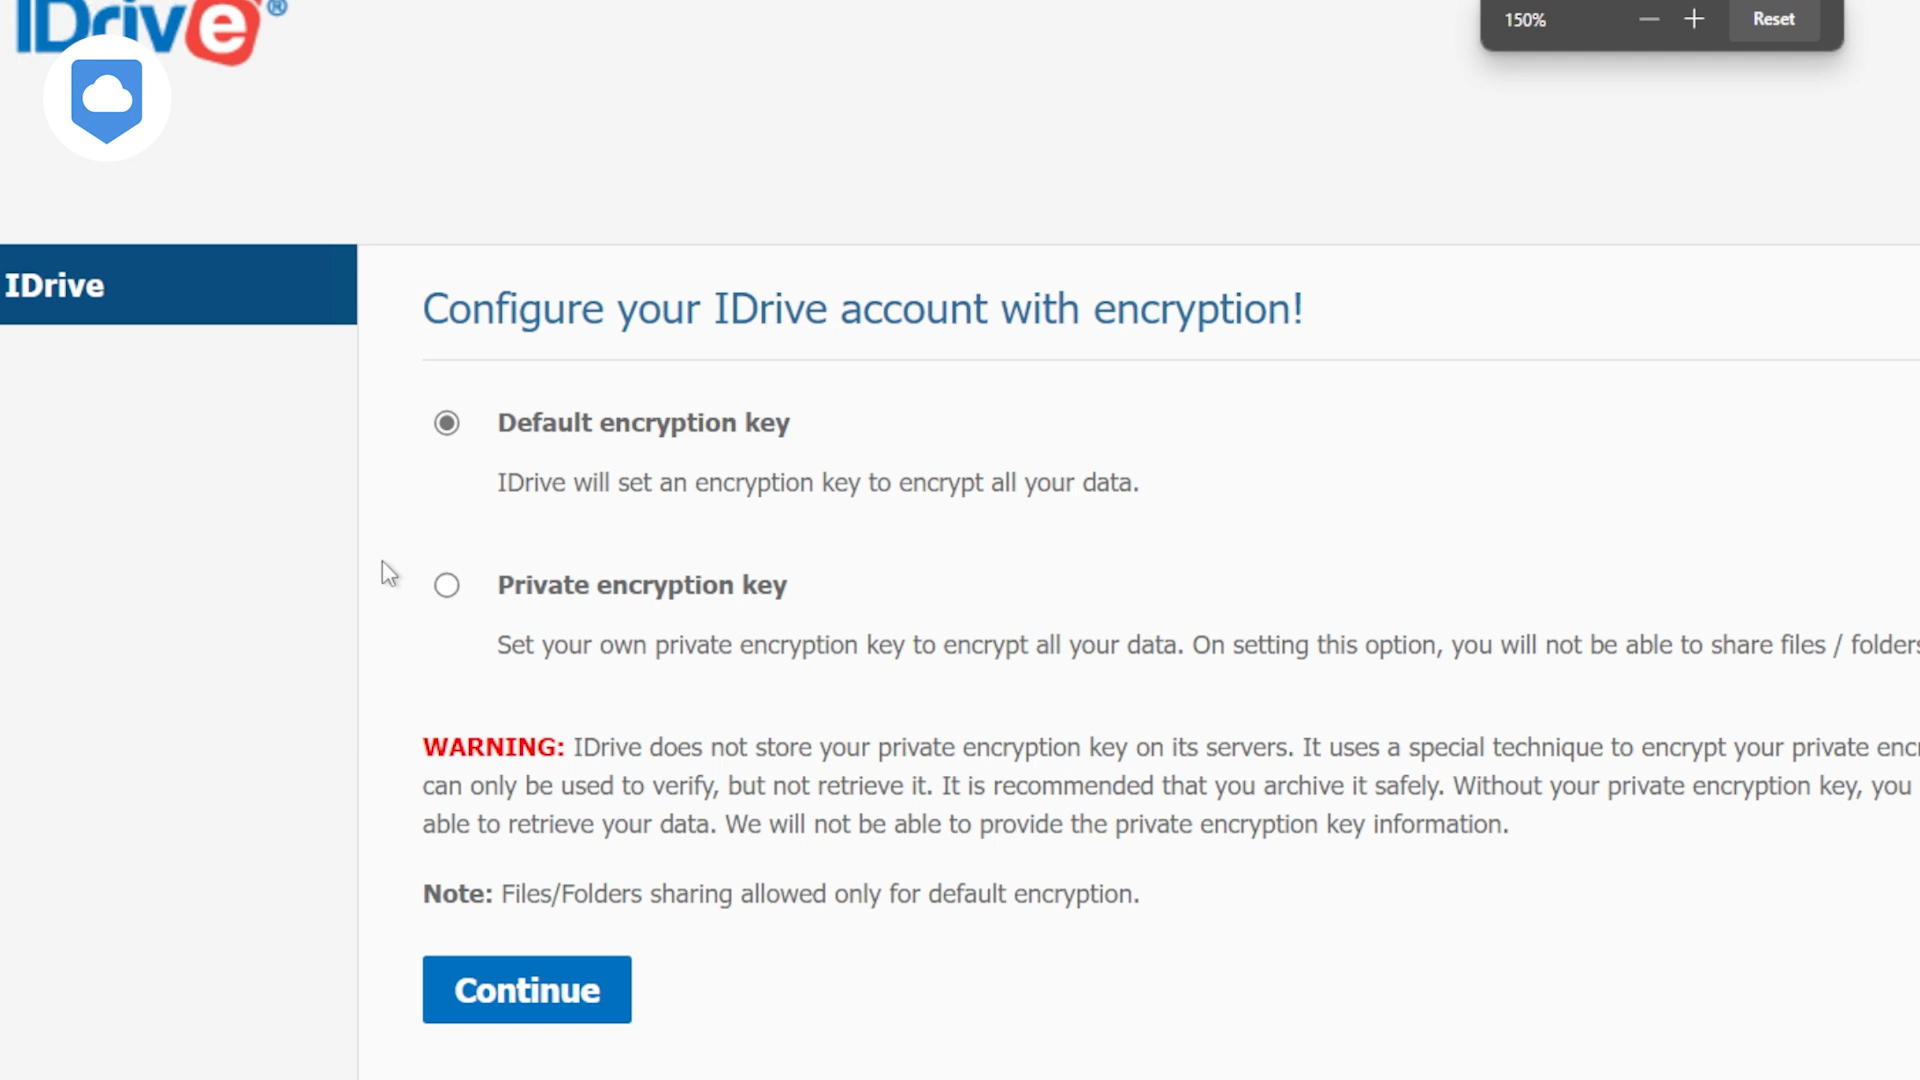 IDrive®
150% — + Reset
IDrive
Configure your IDrive account with encryption!
Default encryption key
IDrive will set an encryption key to encrypt all your data.
Private encryption key
Set your own private encryption key to encrypt all your data. On setting this option, you will not be able to share files / folders
WARNING: IDrive does not store your private encryption key on its servers. It uses a special technique to encrypt your private encr
can only be used to verify, but not retrieve it. It is recommended that you archive it safely. Without your private encryption key, you
able to retrieve your data. We will not be able to provide the private encryption key information.
Note: Files/Folders sharing allowed only for default encryption.
Continue